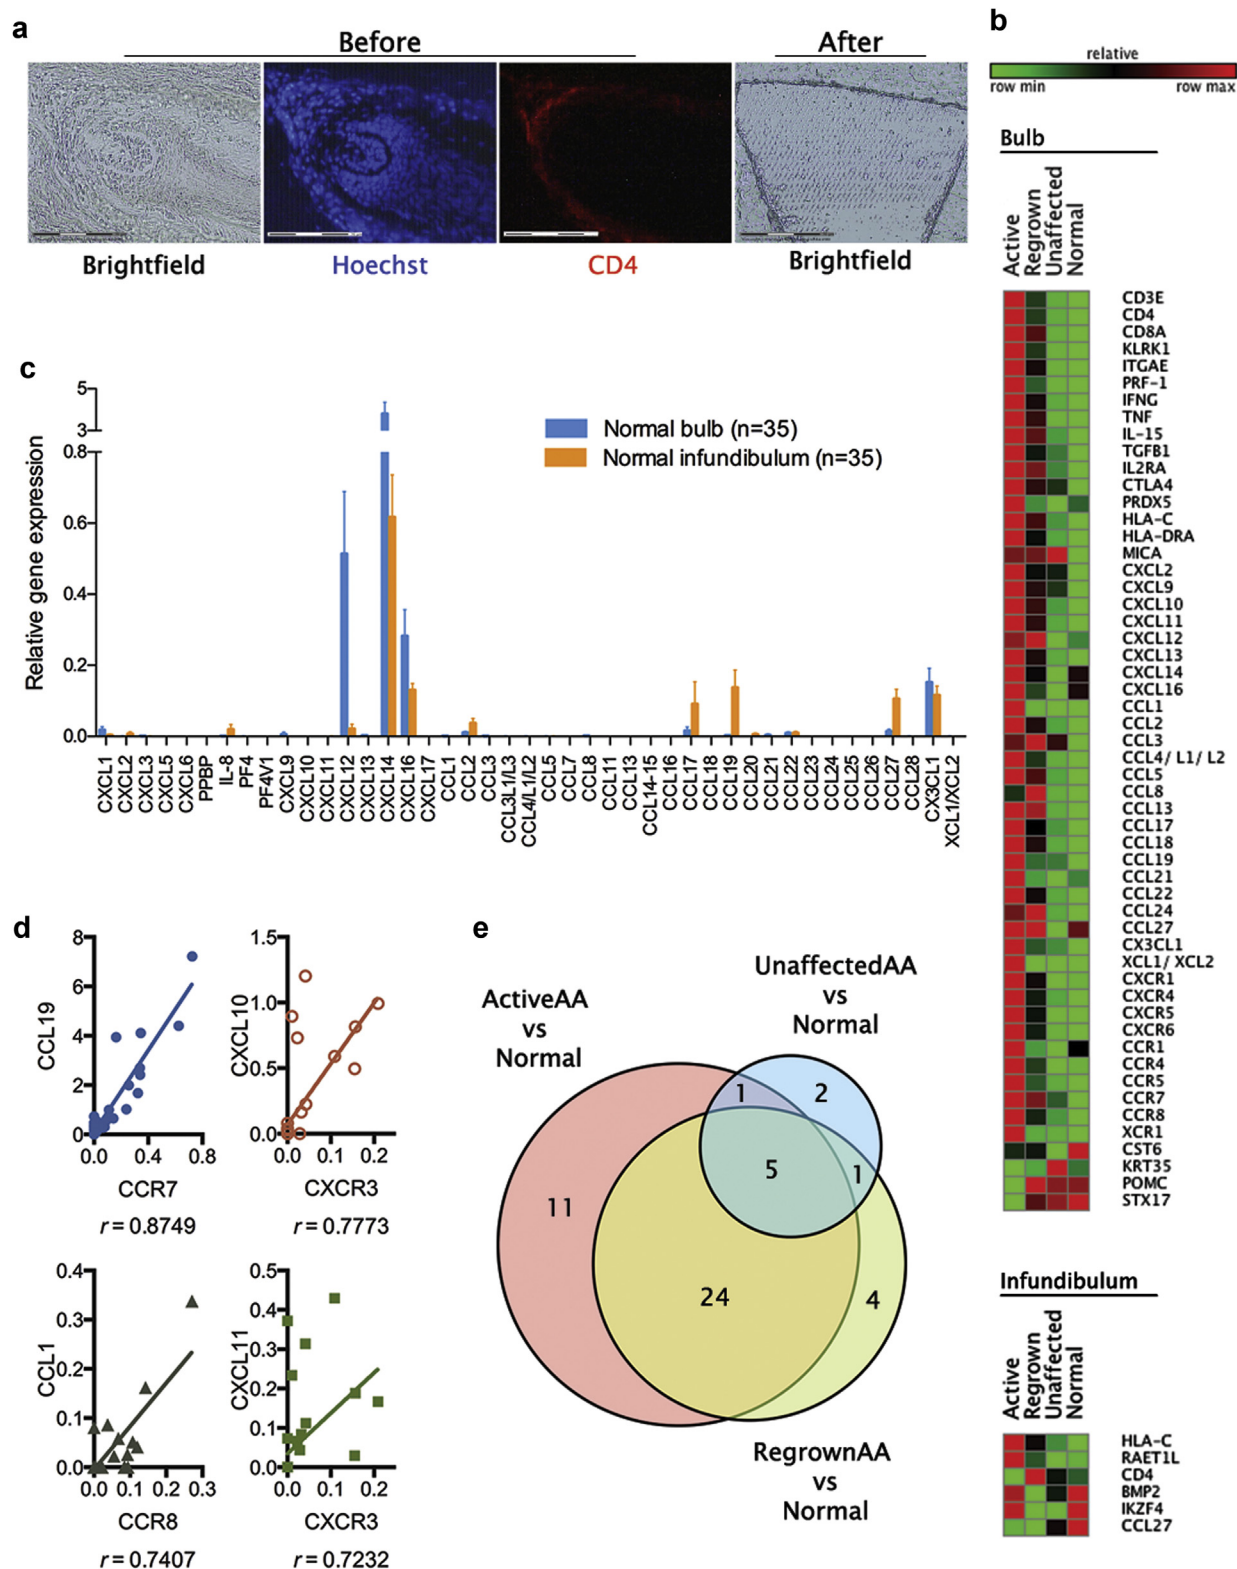 a
Before
After
Brightfield
Hoechst
CD4
Brightfield
b
relative
row min
row max
Bulb
Active
Regrown
Unaffected
Normal
CD3E
CD4
CD8A
KLRK1
ITGAE
PRF-1
IFNG
TNF
IL-15
TGFB1
IL2RA
CTLA4
PRDX5
HLA-C
HLA-DRA
MICA
CXCL2
CXCL9
CXCL10
CXCL11
CXCL12
CXCL13
CXCL14
CXCL16
CCL1
CCL2
CCL3
CCL4/ L1/ L2
CCL5
CCL8
CCL13
CCL17
CCL18
CCL19
CCL21
CCL22
CCL24
CCL27
CX3CL1
XCL1/ XCL2
CXCR1
CXCR4
CXCR5
CXCR6
CCR1
CCR4
CCR5
CCR7
CCR8
XCR1
CST6
KRT35
POMC
STX17
Infundibulum
Active
Regrown
Unaffected
Normal
HLA-C
RAET1L
CD4
BMP2
IKZF4
CCL27
c
Relative gene expression
5
3
0.8
0.6
0.4
0.2
0.0
Normal bulb (n=35)
Normal infundibulum (n=35)
CXCL1
CXCL2
CXCL3
CXCL5
CXCL6
PPBP
IL-8
PF4
PF4V1
CXCL9
CXCL10
CXCL11
CXCL12
CXCL13
CXCL14
CXCL16
CXCL17
CCL1
CCL2
CCL3
CCL3L1/L3
CCL4/L1/L2
CCL5
CCL7
CCL8
CCL11
CCL13
CCL14-15
CCL16
CCL17
CCL18
CCL19
CCL20
CCL21
CCL22
CCL23
CCL24
CCL25
CCL26
CCL27
CCL28
CX3CL1
XCL1/XCL2
d
CCL19
8
6
4
2
0
0.0 0.4 0.8
CCR7
r = 0.8749
CXCL10
1.5
1.0
0.5
0.0
0.0 0.1 0.2
CXCR3
r = 0.7773
CCL1
0.4
0.3
0.2
0.1
0.0
0.0 0.1 0.2 0.3
CCR8
r = 0.7407
CXCL11
0.5
0.4
0.3
0.2
0.1
0.0
0.0 0.1 0.2
CXCR3
r = 0.7232
e
ActiveAA
vs
Normal
UnaffectedAA
vs
Normal
1
2
5
1
11
24
4
RegrownAA
vs
Normal